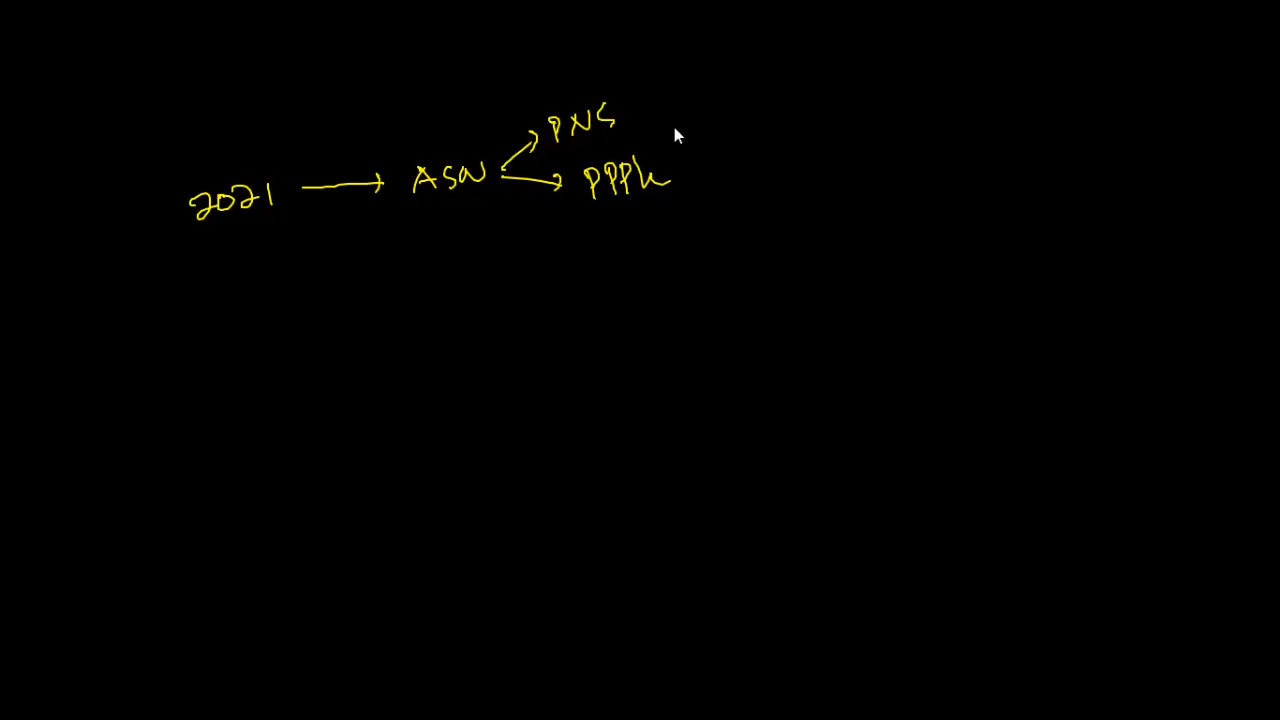 PNS
2021 → ASN → PPPK